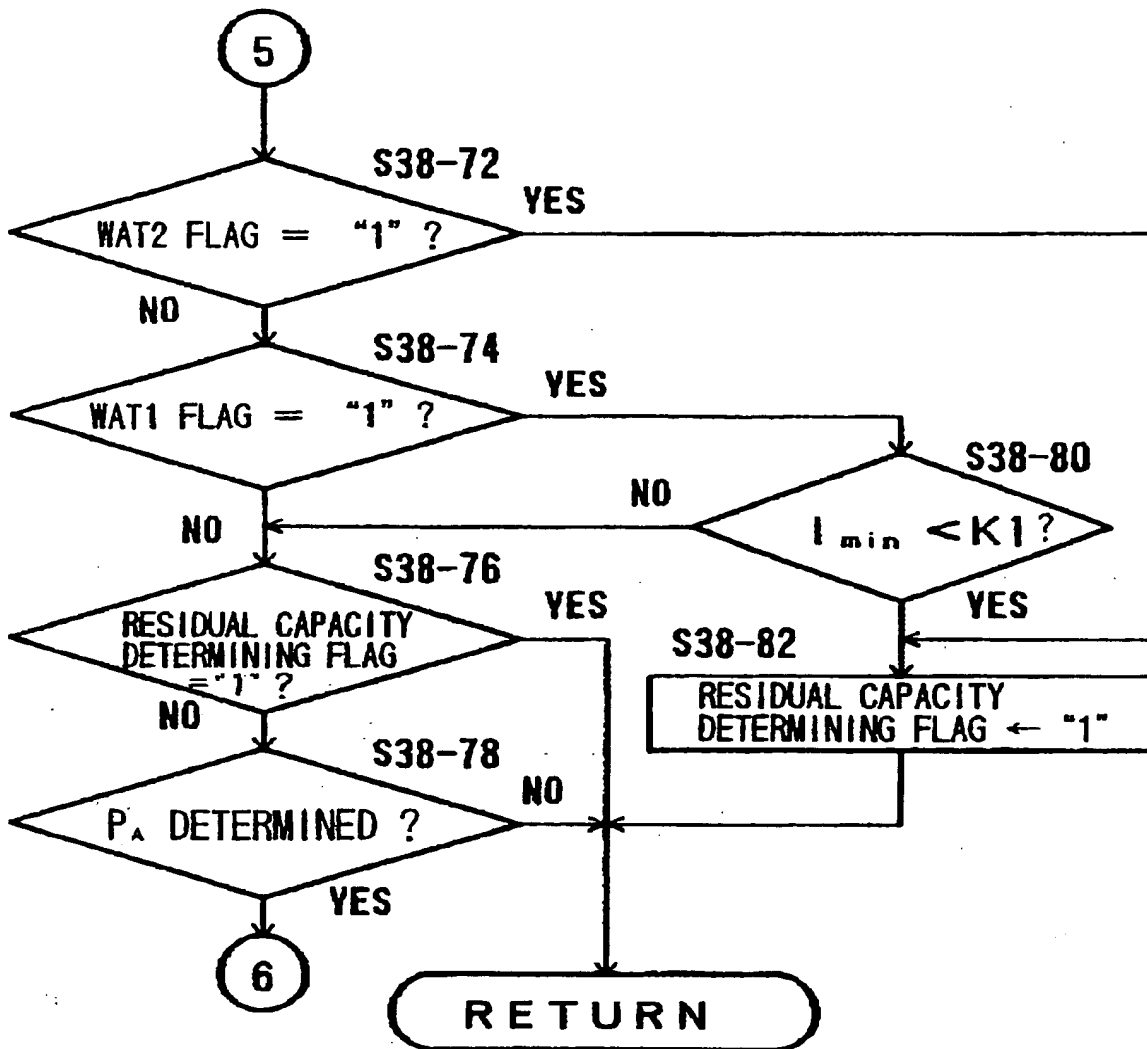 5
S38-72
YES
WAT2 FLAG = "1" ?
NO
S38-74
YES
WAT1 FLAG = "1" ?
S38-80
NO
NO
I min < K1 ?
S38-76
YES
YES
RESIDUAL CAPACITY
DETERMINING FLAG
="1" ?
S38-82
RESIDUAL CAPACITY
DETERMINING FLAG ← "1"
NO
S38-78
NO
PA DETERMINED ?
YES
6
RETURN